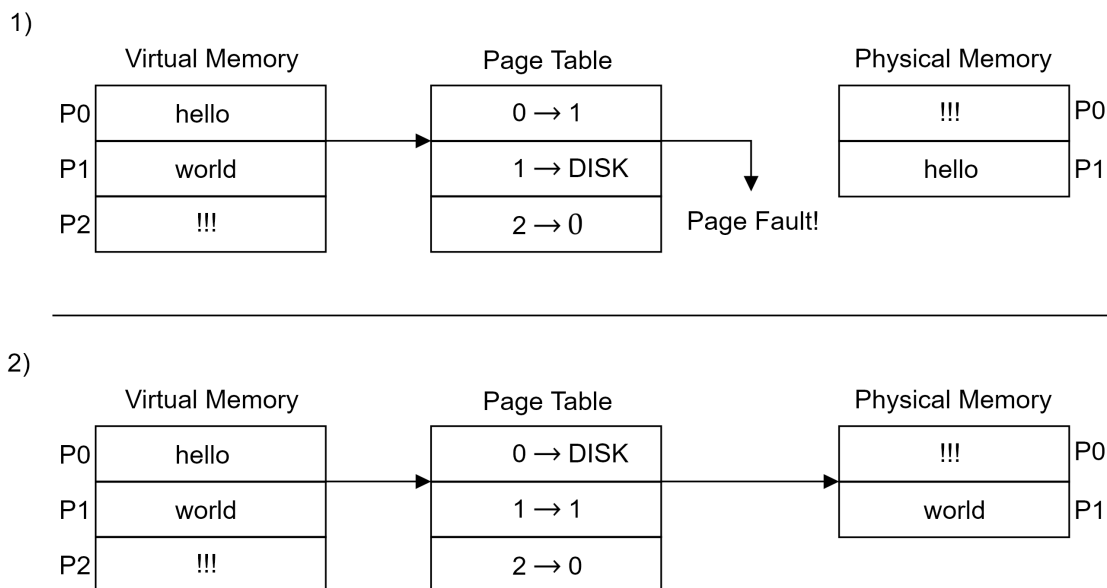 1)
Virtual Memory Page Table Physical Memory
P0 hello 0 → 1 !!! P0
P1 world 1 → DISK hello P1
P2 !!! 2 → 0 Page Fault!
2)
Virtual Memory Page Table Physical Memory
P0 hello 0 → DISK !!! P0
P1 world 1 → 1 world P1
P2 !!! 2 → 0